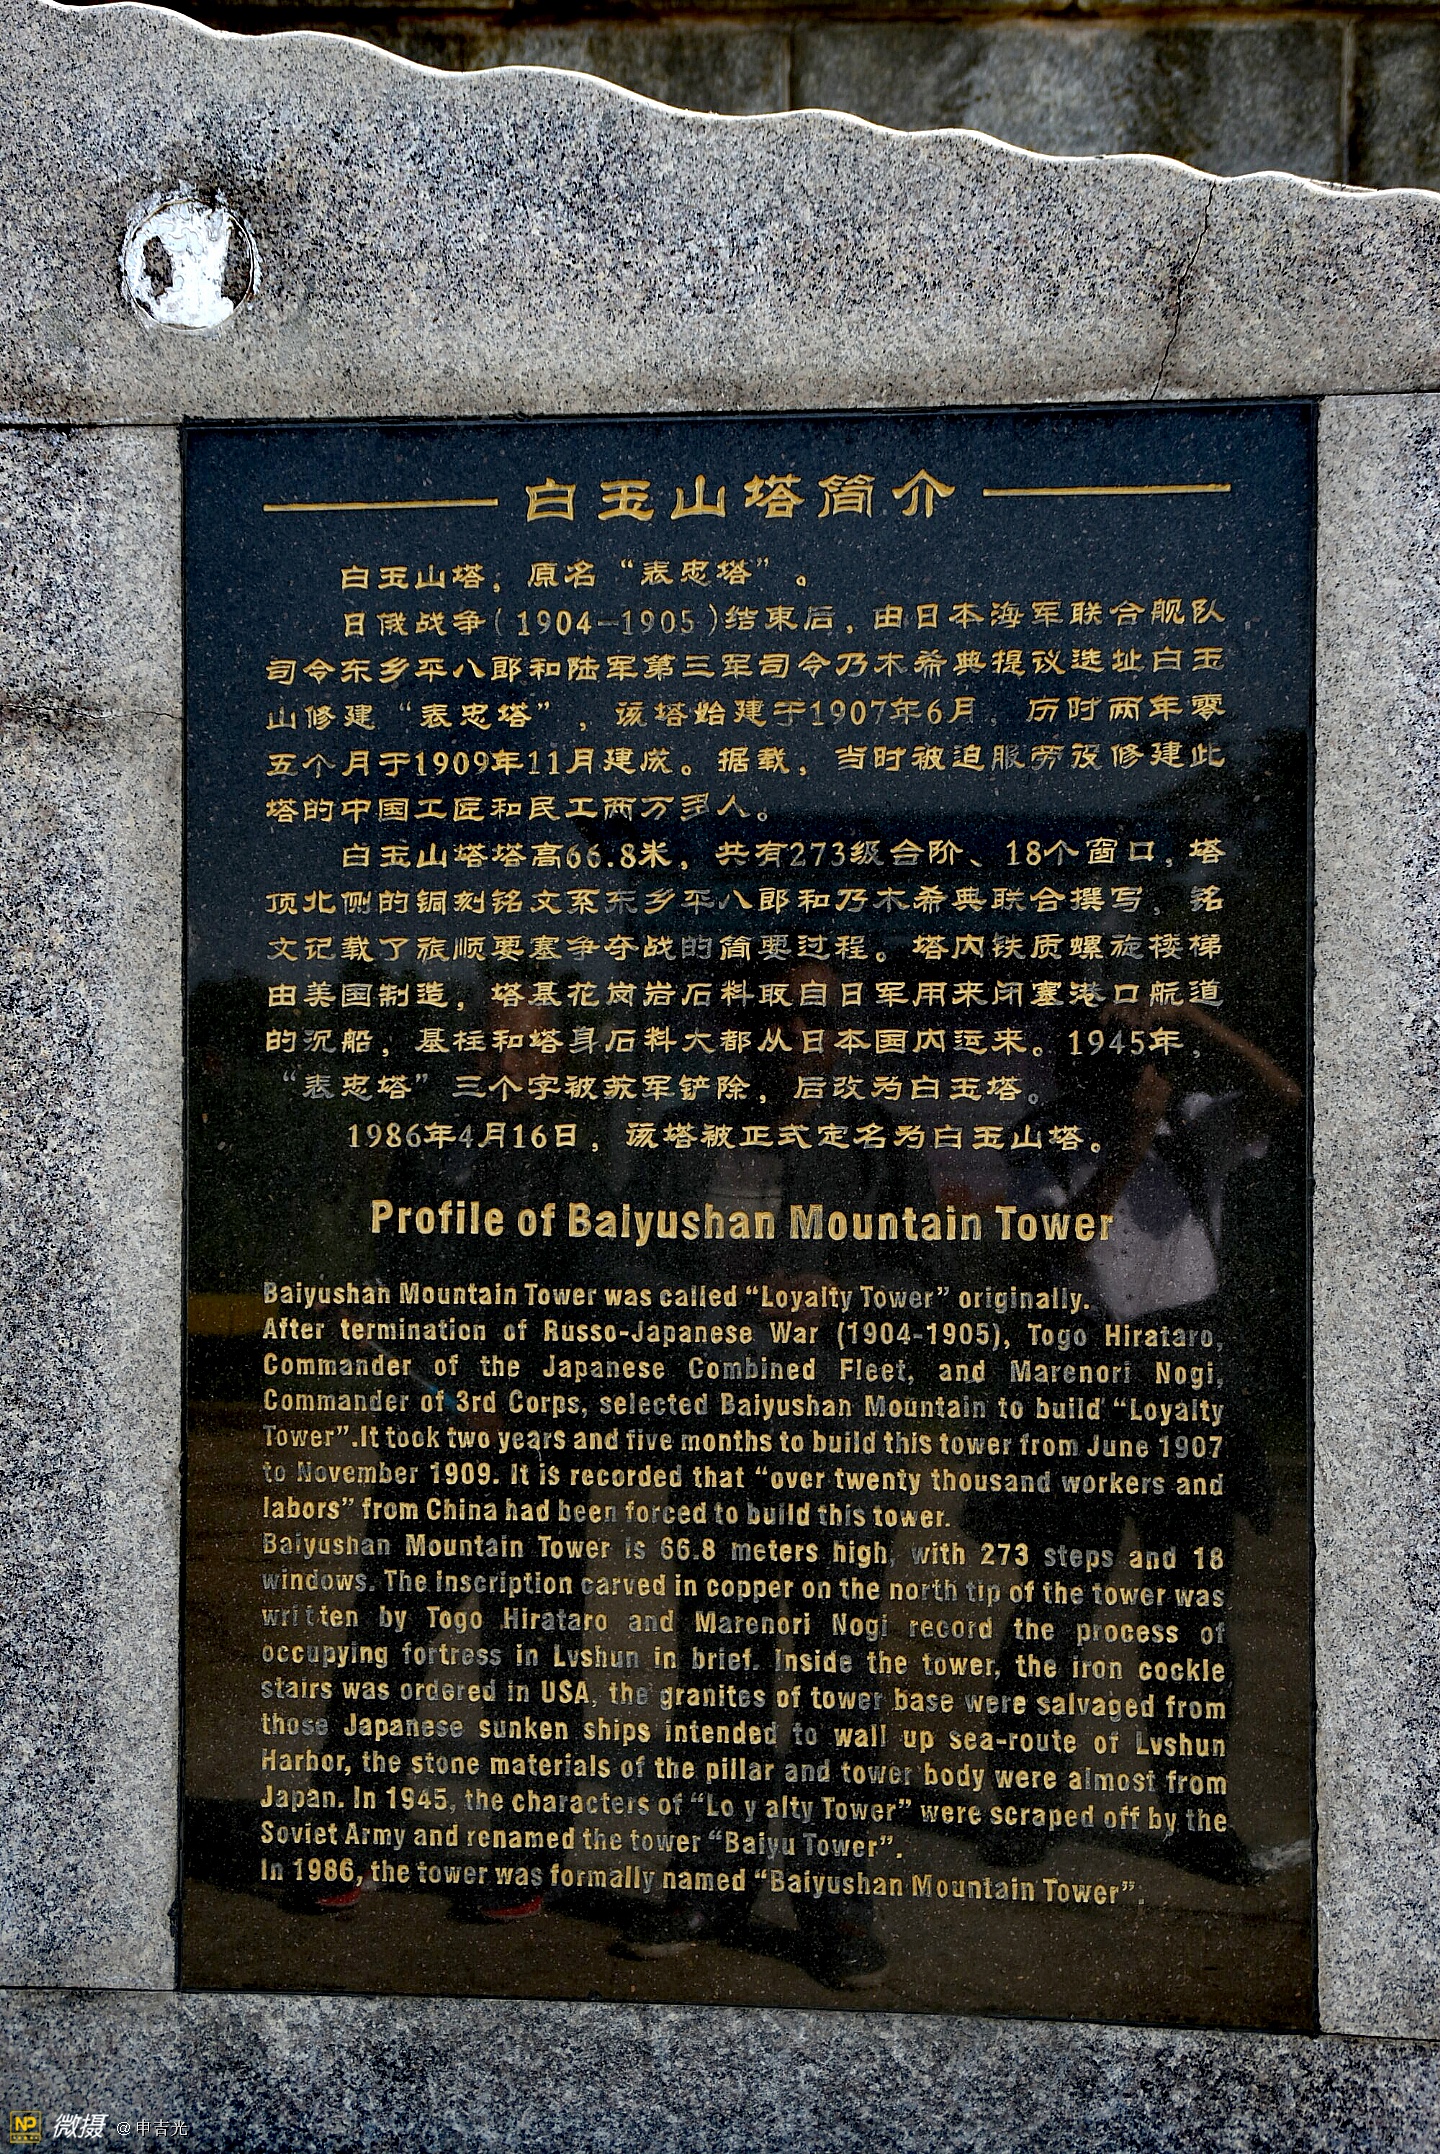 白玉山塔简介
白玉山塔，原名“表忠塔”。
日俄战争(1904-1905)结束后，由日本海军联合舰队
司令东乡平八郎和陆军第三军司令乃木希典提议选址白玉
山修建“表忠塔”，该塔始建于1907年6月，历时两年零
五个月于1909年11月建成。据载，当时被迫服劳役修建此
塔的中国工匠和民工两万多人。
白玉山塔塔高66.8米，共有273级台阶、18个窗口，塔
顶北侧的铜刻铭文系东乡平八郎和乃木希典联合撰写，铭
文记载了旅顺要塞争夺战的简要过程。塔内铁质螺旋楼梯
由美国制造，塔基花岗岩石料取自日军用来闭塞港口航道
的沉船，基柱和塔身石料大都从日本国内运来。1945年，
“表忠塔”三个字被苏军铲除，后改为白玉塔。
1986年4月16日，该塔被正式定名为白玉山塔。
Profile of Baiyushan Mountain Tower
Baiyushan Mountain Tower was called “Loyalty Tower” originally.
After termination of Russo-Japanese War (1904-1905), Togo Hirataro,
Commander of the Japanese Combined Fleet, and Marenori Nogi,
Commander of 3rd Corps, selected Baiyushan Mountain to build “Loyalty
Tower”.It took two years and five months to build this tower from June 1907
to November 1909. It is recorded that “over twenty thousand workers and
labors” from China had been forced to build this tower.
Baiyushan Mountain Tower is 66.8 meters high, with 273 steps and 18
windows. The inscription carved in copper on the north tip of the tower was
written by Togo Hirataro and Marenori Nogi record the process of
occupying fortress in Lvshun in brief. Inside the tower, the iron cockle
stairs was ordered in USA, the granites of tower base were salvaged from
those Japanese sunken ships intended to wall up sea-route of Lvshun
Harbor, the stone materials of the pillar and tower body were almost from
Japan. In 1945, the characters of “Lo y alty Tower” were scraped off by the
Soviet Army and renamed the tower “Baiyu Tower”.
In 1986, the tower was formally named “Baiyushan Mountain Tower”.
NP 微摄 @申吉光